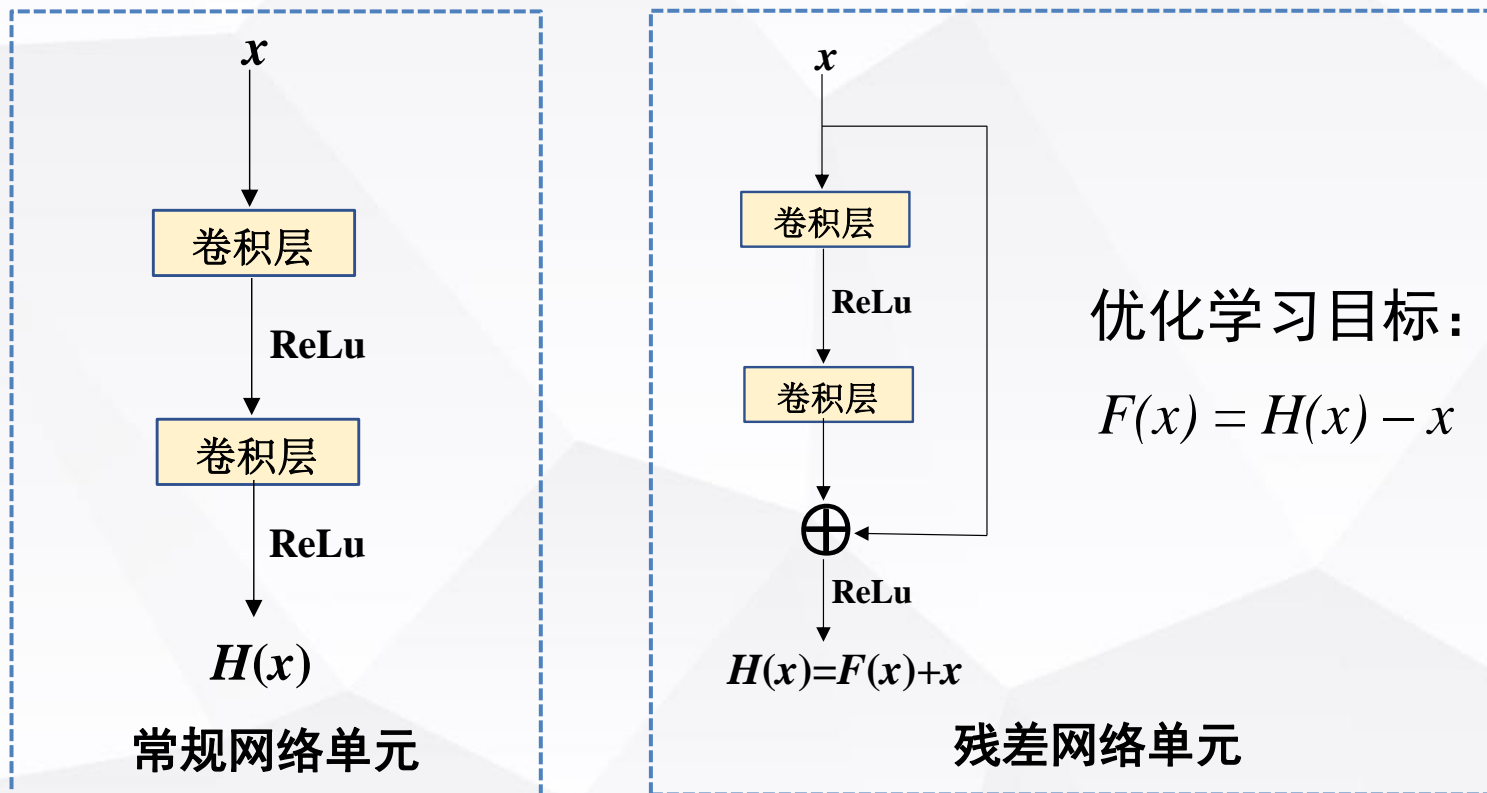 x
卷积层
ReLu
卷积层
ReLu
H(x)
常规网络单元
x
卷积层
ReLu
卷积层
ReLu
H(x)=F(x)+x
残差网络单元
优化学习目标：
F(x) = H(x) – x